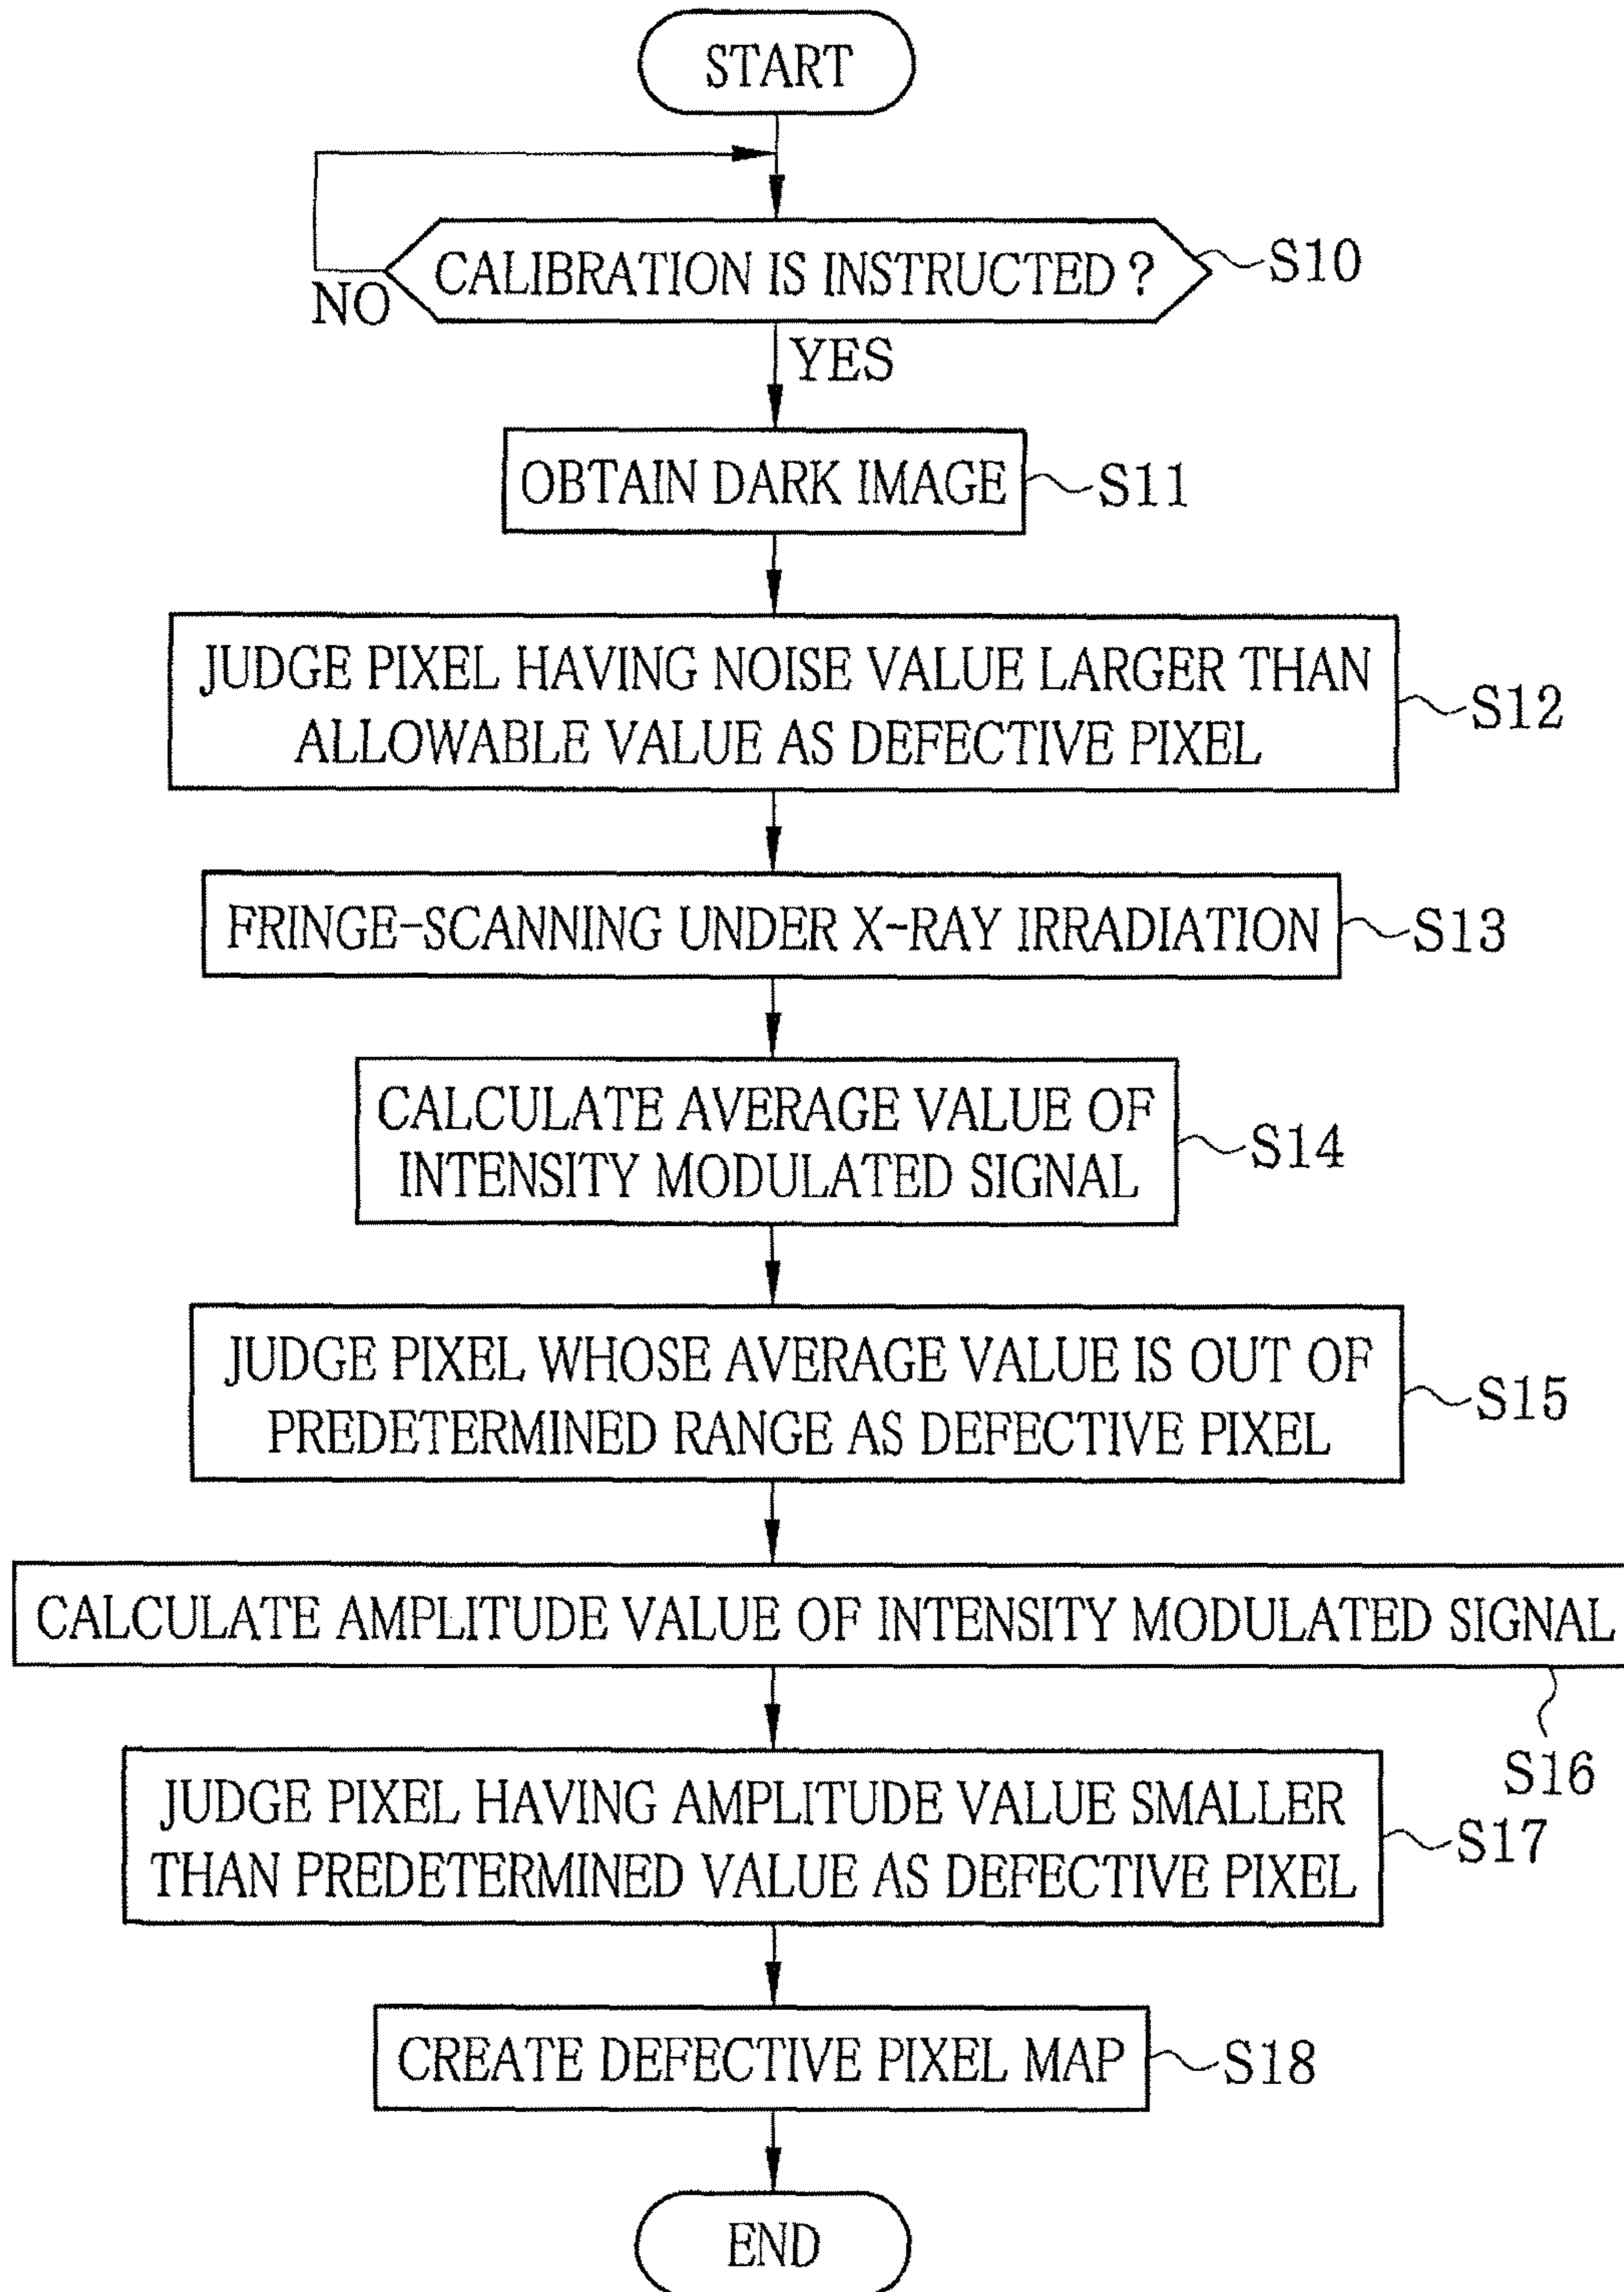 START
CALIBRATION IS INSTRUCTED ?
S10
NO
YES
OBTAIN DARK IMAGE
S11
JUDGE PIXEL HAVING NOISE VALUE LARGER THAN
ALLOWABLE VALUE AS DEFECTIVE PIXEL
S12
FRINGE-SCANNING UNDER X-RAY IRRADIATION
S13
CALCULATE AVERAGE VALUE OF
INTENSITY MODULATED SIGNAL
S14
JUDGE PIXEL WHOSE AVERAGE VALUE IS OUT OF
PREDETERMINED RANGE AS DEFECTIVE PIXEL
S15
CALCULATE AMPLITUDE VALUE OF INTENSITY MODULATED SIGNAL
S16
JUDGE PIXEL HAVING AMPLITUDE VALUE SMALLER
THAN PREDETERMINED VALUE AS DEFECTIVE PIXEL
S17
CREATE DEFECTIVE PIXEL MAP
S18
END